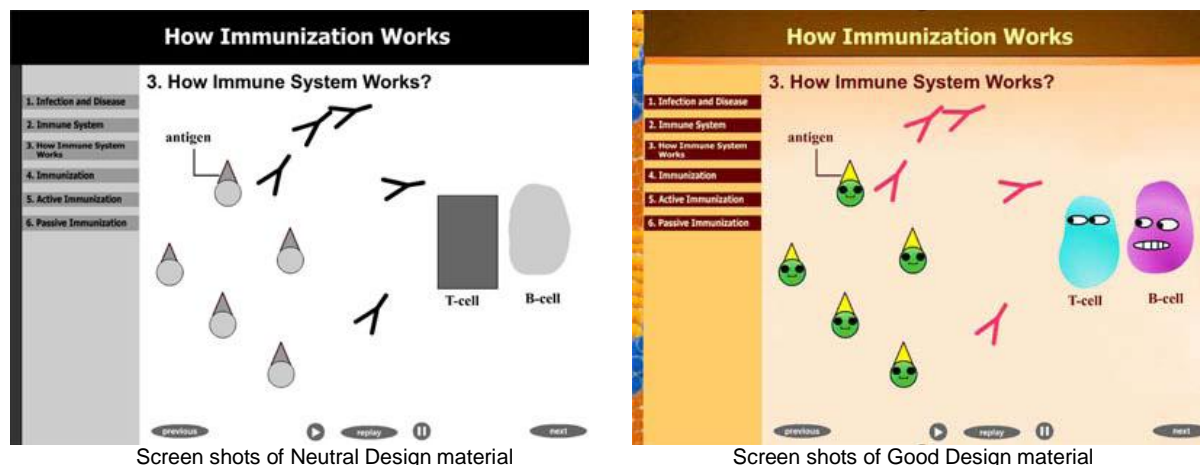 How Immunization Works
3. How Immune System Works?
1. Infection and Disease
2. Immune System
3. How Immune System
Works
4. Immunization
5. Active Immunization
6. Passive Immunization
antigen
T-cell
B-cell
previous
replay
next
Screen shots of Neutral Design material
How Immunization Works
3. How Immune System Works?
1. Infection and Disease
2. Immune System
3. How Immune System
Works
4. Immunization
5. Active Immunization
6. Passive Immunization
antigen
T-cell
B-cell
previous
replay
next
Screen shots of Good Design material